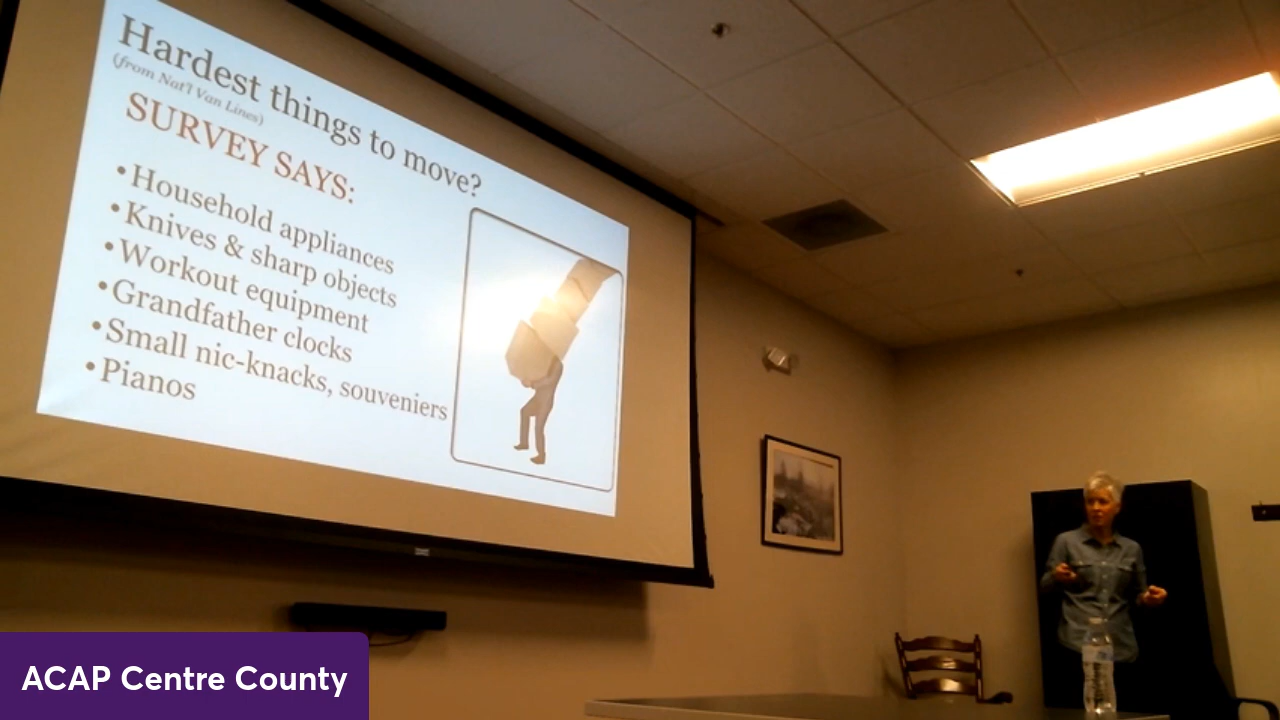 Hardest things to move?
(from Nat'l Van Lines)
SURVEY SAYS:
•Household appliances
•Knives & sharp objects
•Workout equipment
•Grandfather clocks
•Small nic-knacks, souveniers
•Pianos
ACAP Centre County